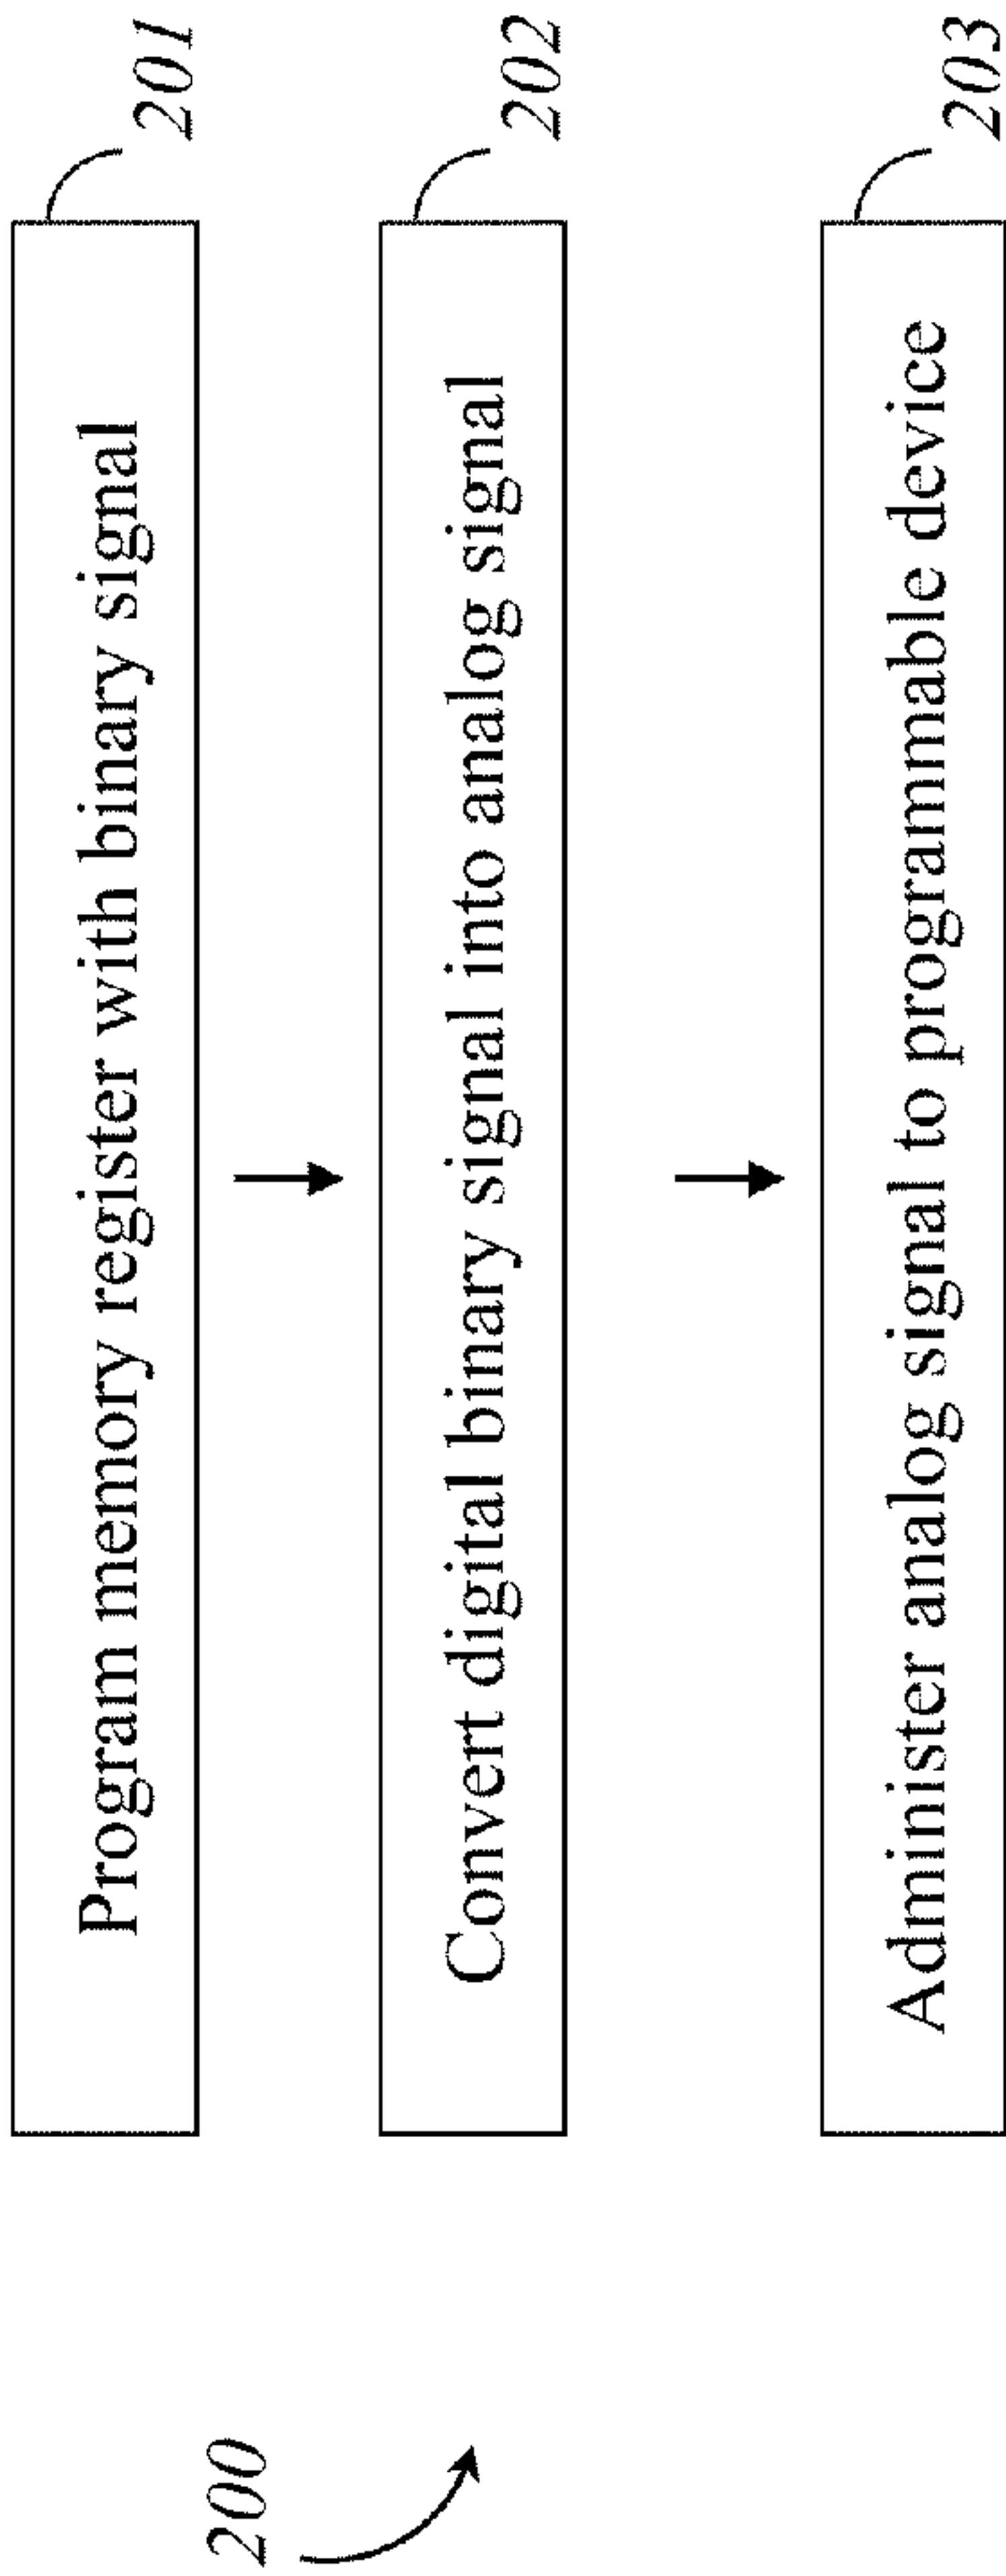 200
Program memory register with binary signal
201
Convert digital binary signal into analog signal
202
Administer analog signal to programmable device
203